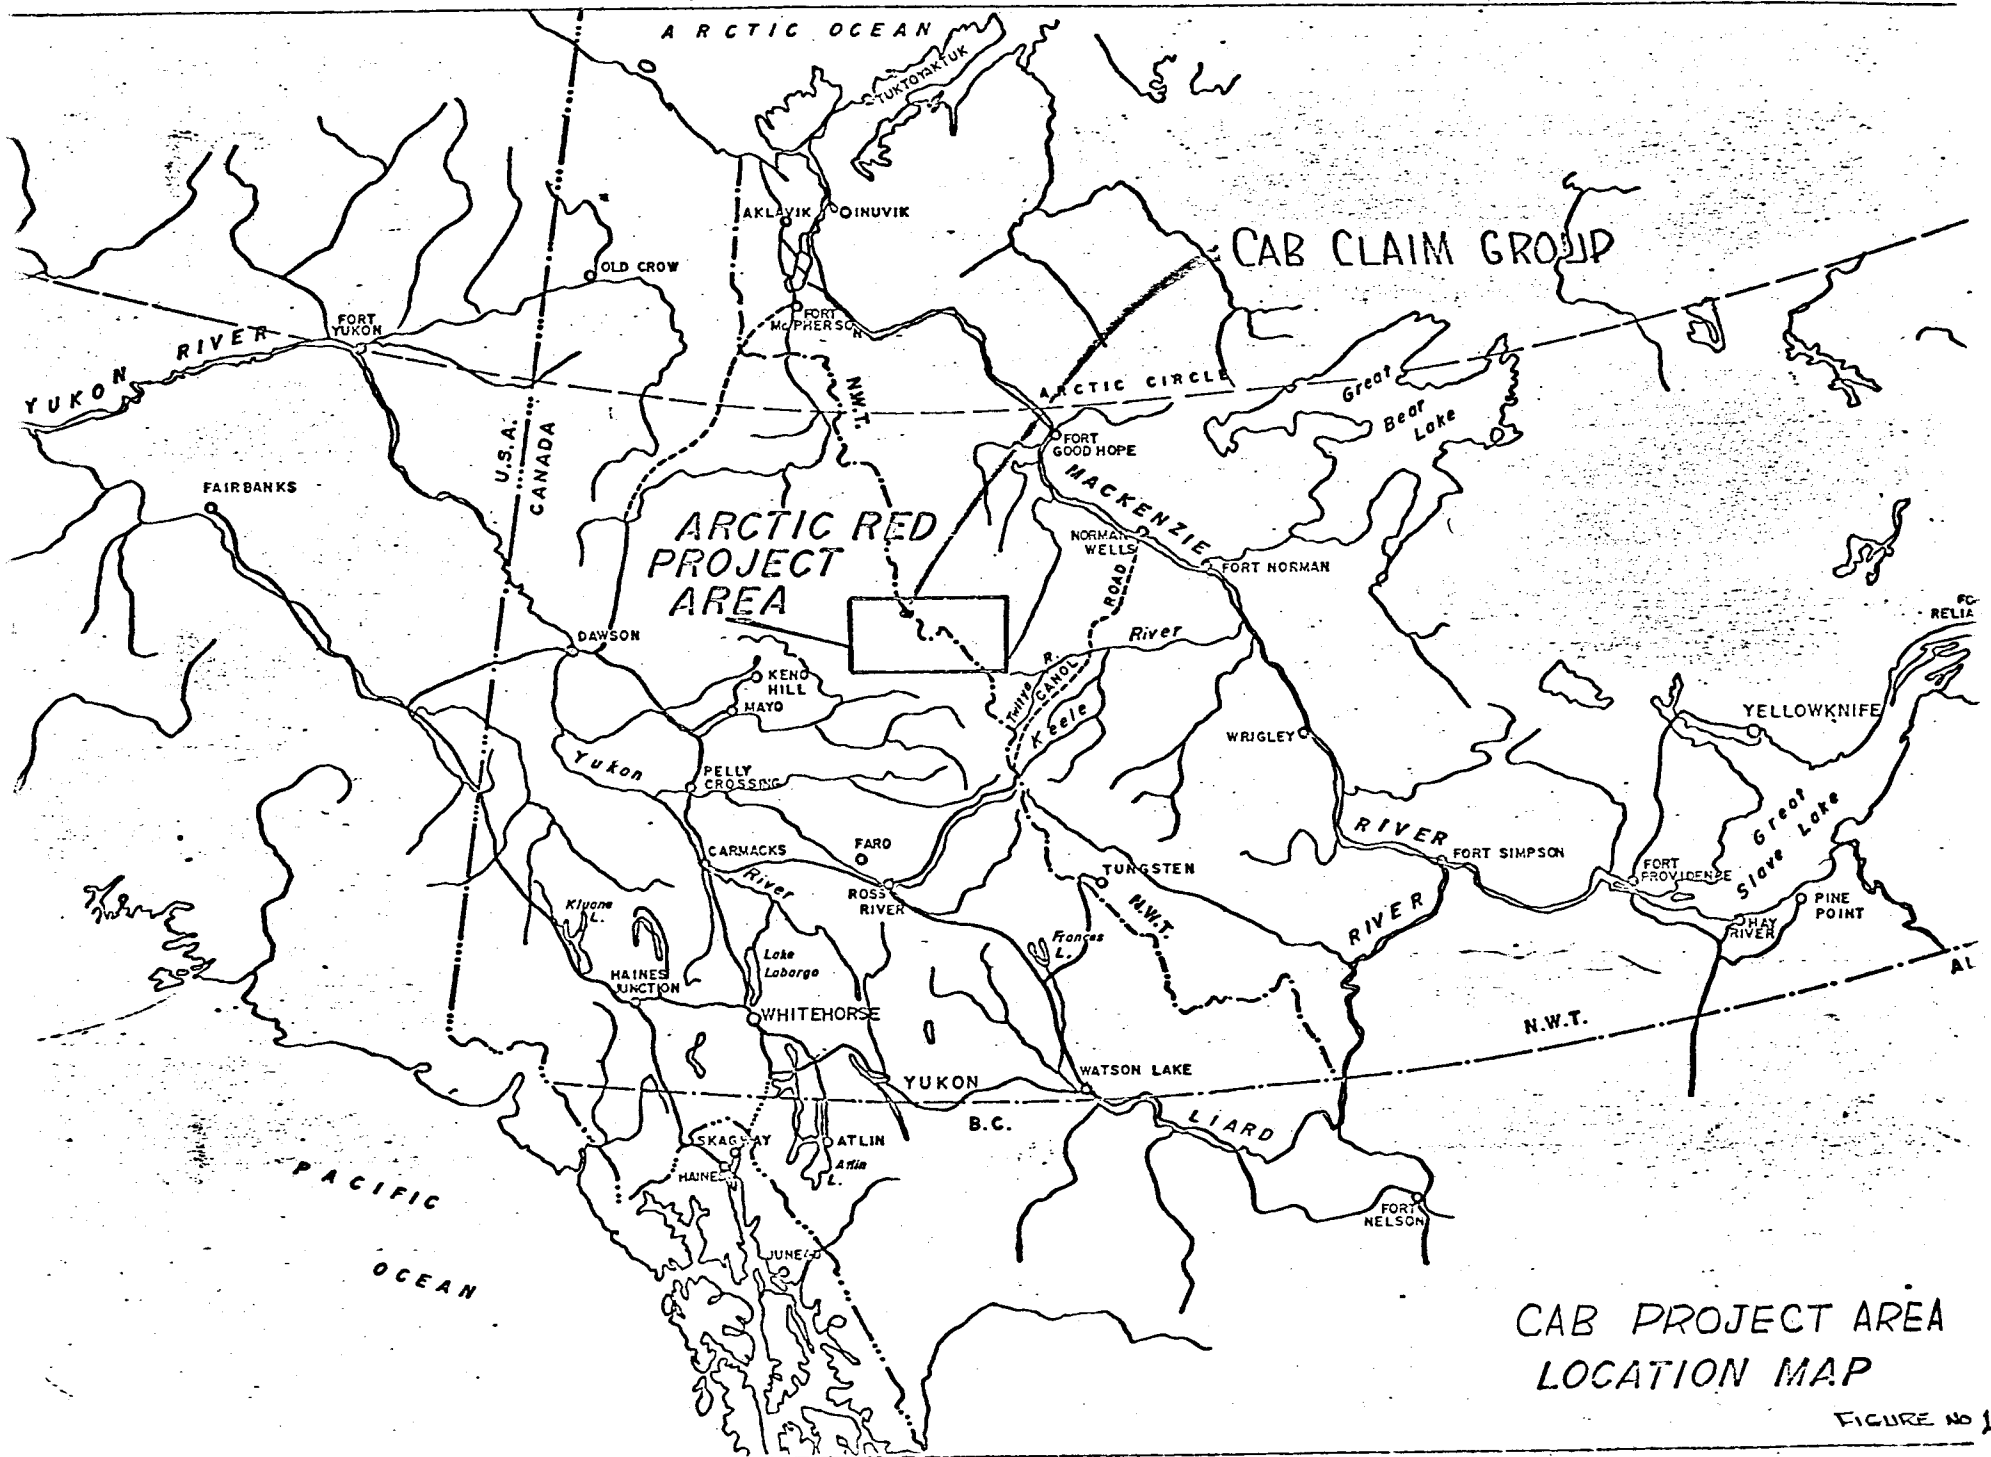 ARCTIC OCEAN
TUKTOYAKTUK
AKLAVIK
INUVIK
CAB CLAIM GROUP
OLD CROW
FORT
YUKON
FORT
McPHERSON
YUKON RIVER
N.W.T.
ARCTIC CIRCLE
Great
Bear
Lake
U.S.A.
CANADA
FORT
GOOD HOPE
FAIRBANKS
MACKENZIE
ARCTIC RED
PROJECT
AREA
NORMAN
WELLS
FORT NORMAN
ROAD
RELIA
DAWSON
River
KENO
HILL
MAYO
Twitya R.
CANOL
Keele
YELLOWKNIFE
WRIGLEY
Yukon
PELLY
CROSSING
Great
Slave Lake
RIVER
CARMACKS
FARO
FORT SIMPSON
TUNGSTEN
FORT
PROVIDENCE
River
ROSS
RIVER
N.W.T.
RIVER
PINE
POINT
HAY
RIVER
Kluane
L.
Frances
L.
Lake
Laborge
HAINES
JUNCTION
AL
WHITEHORSE
N.W.T.
WATSON LAKE
YUKON
B.C.
LIARD
SKAGWAY
ATLIN
Atlin
L.
HAINES
PACIFIC
OCEAN
FORT
NELSON
JUNEAU
CAB PROJECT AREA
LOCATION MAP
FIGURE NO 1